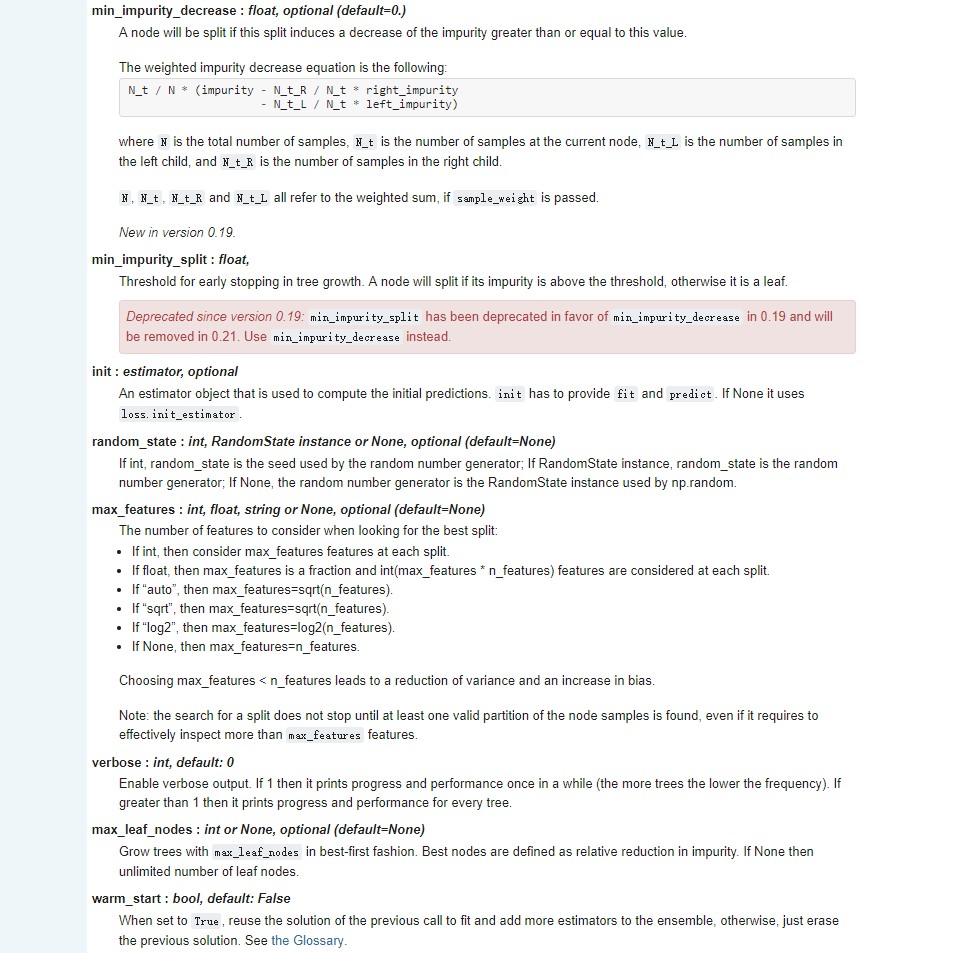 min_impurity_decrease : float, optional (default=0.)
A node will be split if this split induces a decrease of the impurity greater than or equal to this value.
The weighted impurity decrease equation is the following:
N_t / N * (impurity - N_t_R / N_t * right_impurity
- N_t_L / N_t * left_impurity)
where N is the total number of samples, N_t is the number of samples at the current node, N_t_L is the number of samples in
the left child, and N_t_R is the number of samples in the right child.
N, N_t, N_t_R and N_t_L all refer to the weighted sum, if sample_weight is passed.
New in version 0.19.
min_impurity_split : float,
Threshold for early stopping in tree growth. A node will split if its impurity is above the threshold, otherwise it is a leaf.
Deprecated since version 0.19: min_impurity_split has been deprecated in favor of min_impurity_decrease in 0.19 and will
be removed in 0.21. Use min_impurity_decrease instead.
init : estimator, optional
An estimator object that is used to compute the initial predictions. init has to provide fit and predict. If None it uses
loss.init_estimator.
random_state : int, RandomState instance or None, optional (default=None)
If int, random_state is the seed used by the random number generator; If RandomState instance, random_state is the random
number generator; If None, the random number generator is the RandomState instance used by np.random.
max_features : int, float, string or None, optional (default=None)
The number of features to consider when looking for the best split:
• If int, then consider max_features features at each split.
• If float, then max_features is a fraction and int(max_features * n_features) features are considered at each split.
• If “auto”, then max_features=sqrt(n_features).
• If “sqrt”, then max_features=sqrt(n_features).
• If “log2”, then max_features=log2(n_features).
• If None, then max_features=n_features.
Choosing max_features < n_features leads to a reduction of variance and an increase in bias.
Note: the search for a split does not stop until at least one valid partition of the node samples is found, even if it requires to
effectively inspect more than max_features features.
verbose : int, default: 0
Enable verbose output. If 1 then it prints progress and performance once in a while (the more trees the lower the frequency). If
greater than 1 then it prints progress and performance for every tree.
max_leaf_nodes : int or None, optional (default=None)
Grow trees with max_leaf_nodes in best-first fashion. Best nodes are defined as relative reduction in impurity. If None then
unlimited number of leaf nodes.
warm_start : bool, default: False
When set to True, reuse the solution of the previous call to fit and add more estimators to the ensemble, otherwise, just erase
the previous solution. See the Glossary.